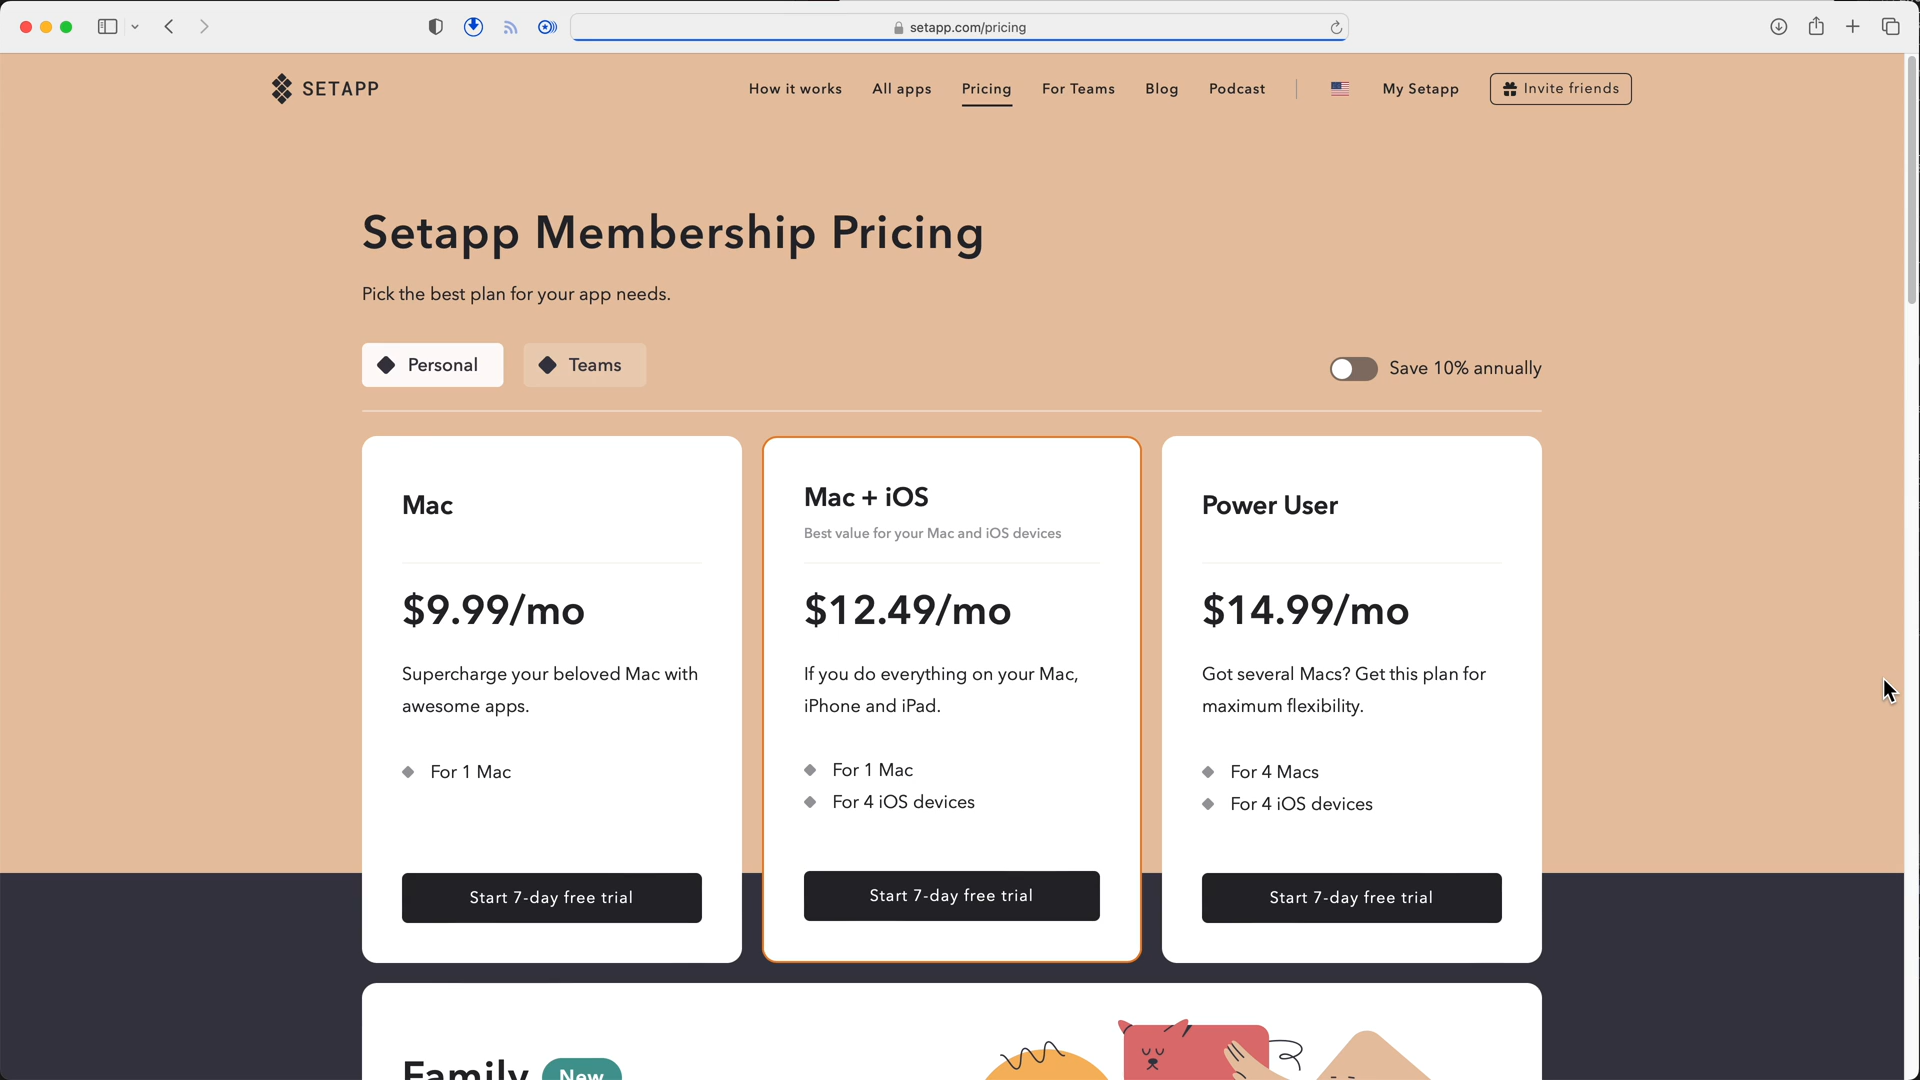 setapp.com/pricing
SETAPP
How it works
All apps
Pricing
For Teams
Blog
Podcast
My Setapp
Invite friends
Setapp Membership Pricing
Pick the best plan for your app needs.
Personal
Teams
Save 10% annually
Mac
$9.99/mo
Supercharge your beloved Mac with
awesome apps.
For 1 Mac
Start 7-day free trial
Mac + iOS
Best value for your Mac and iOS devices
$12.49/mo
If you do everything on your Mac,
iPhone and iPad.
For 1 Mac
For 4 iOS devices
Start 7-day free trial
Power User
$14.99/mo
Got several Macs? Get this plan for
maximum flexibility.
For 4 Macs
For 4 iOS devices
Start 7-day free trial
Family
New